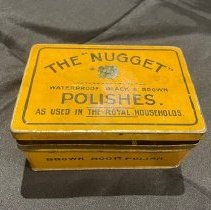 THE "NUGGET"
WATERPROOF BLACK & BROWN
POLISHES.
AS USED IN THE ROYAL HOUSEHOLDS.
BROWN BOOT POLISH